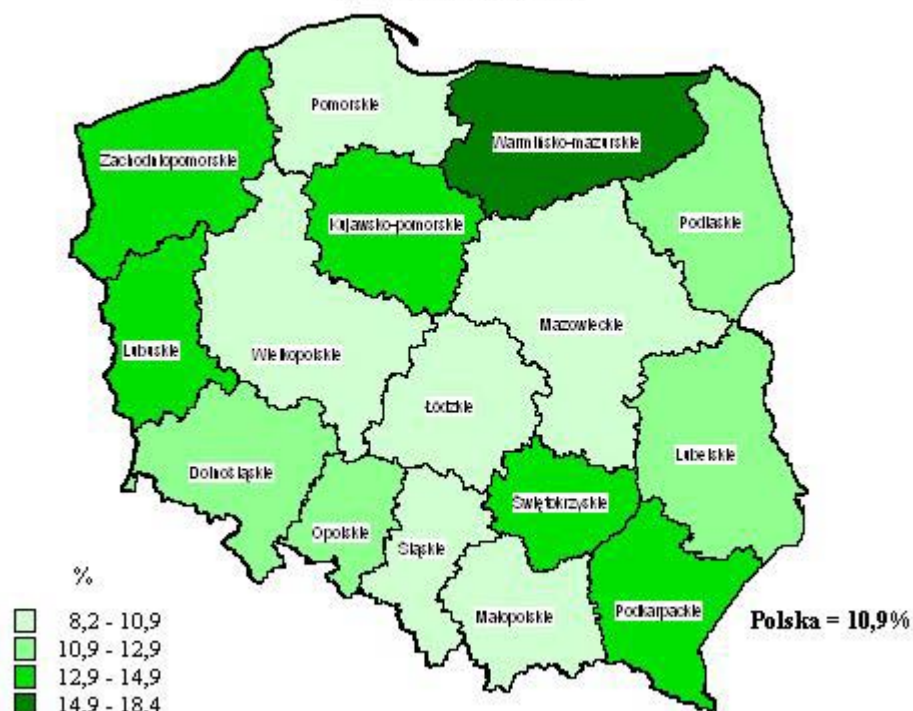 Pomorskie
Warmińsko-mazurskie
Zachodniopomorskie
Kujawsko-pomorskie
Podlaskie
Mazowieckie
Lubuskie
Wielkopolskie
Łódzkie
Lubelskie
Dolnośląskie
Świętokrzyskie
Opolskie
Śląskie
Małopolskie
Podkarpackie
Polska = 10,9%
%
8,2 - 10,9
10,9 - 12,9
12,9 - 14,9
14,9 - 18,4